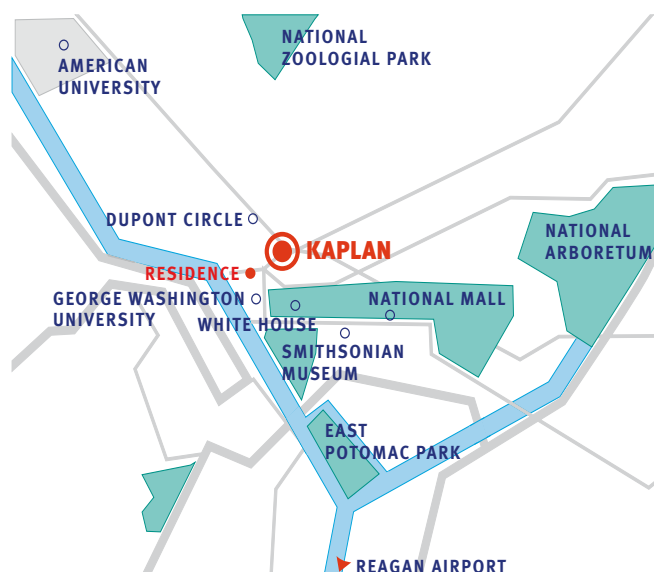 NATIONAL
ZOOLOGIAL PARK
AMERICAN
UNIVERSITY
DUPONT CIRCLE
KAPLAN
NATIONAL
ARBORETUM
RESIDENCE
GEORGE WASHINGTON
UNIVERSITY
NATIONAL MALL
WHITE HOUSE
SMITHSONIAN
MUSEUM
EAST
POTOMAC PARK
REAGAN AIRPORT